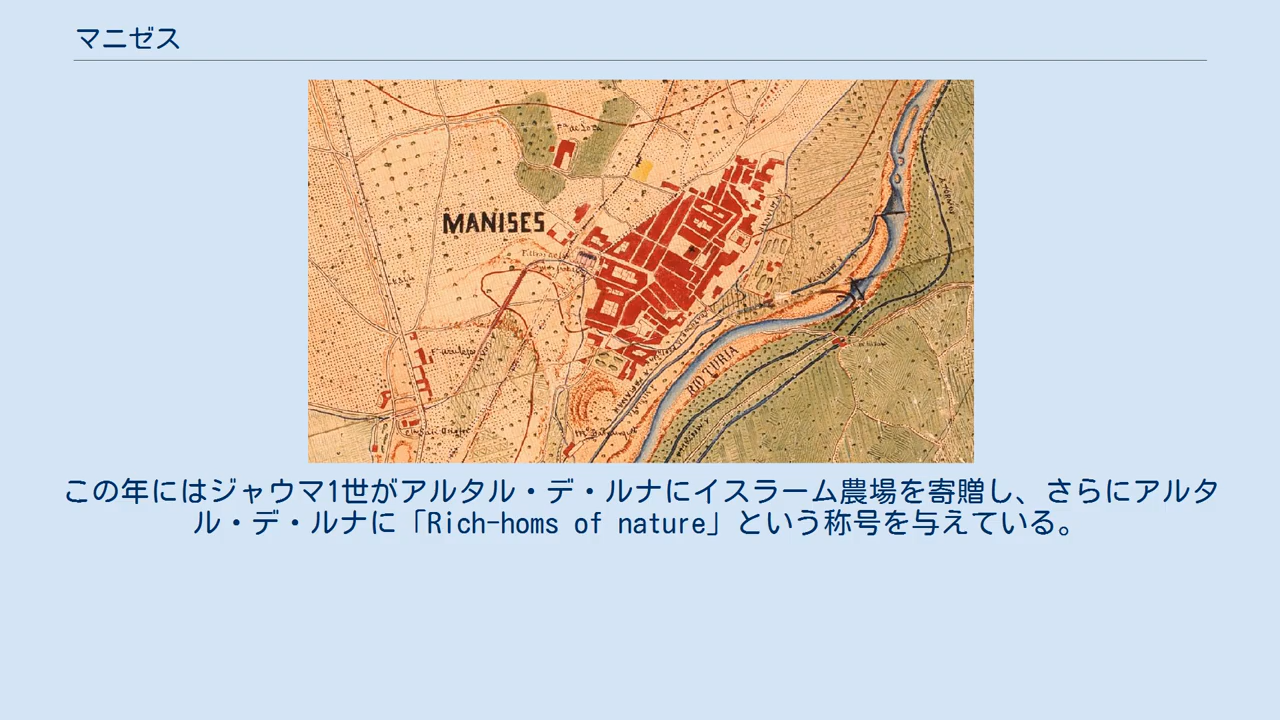 マニゼス
MANISES
RIO TURIA
この年にはジャウマ1世がアルタル・デ・ルナにイスラーム農場を寄贈し、さらにアルタ
ル・デ・ルナに「Rich-homs of nature」という称号を与えている。